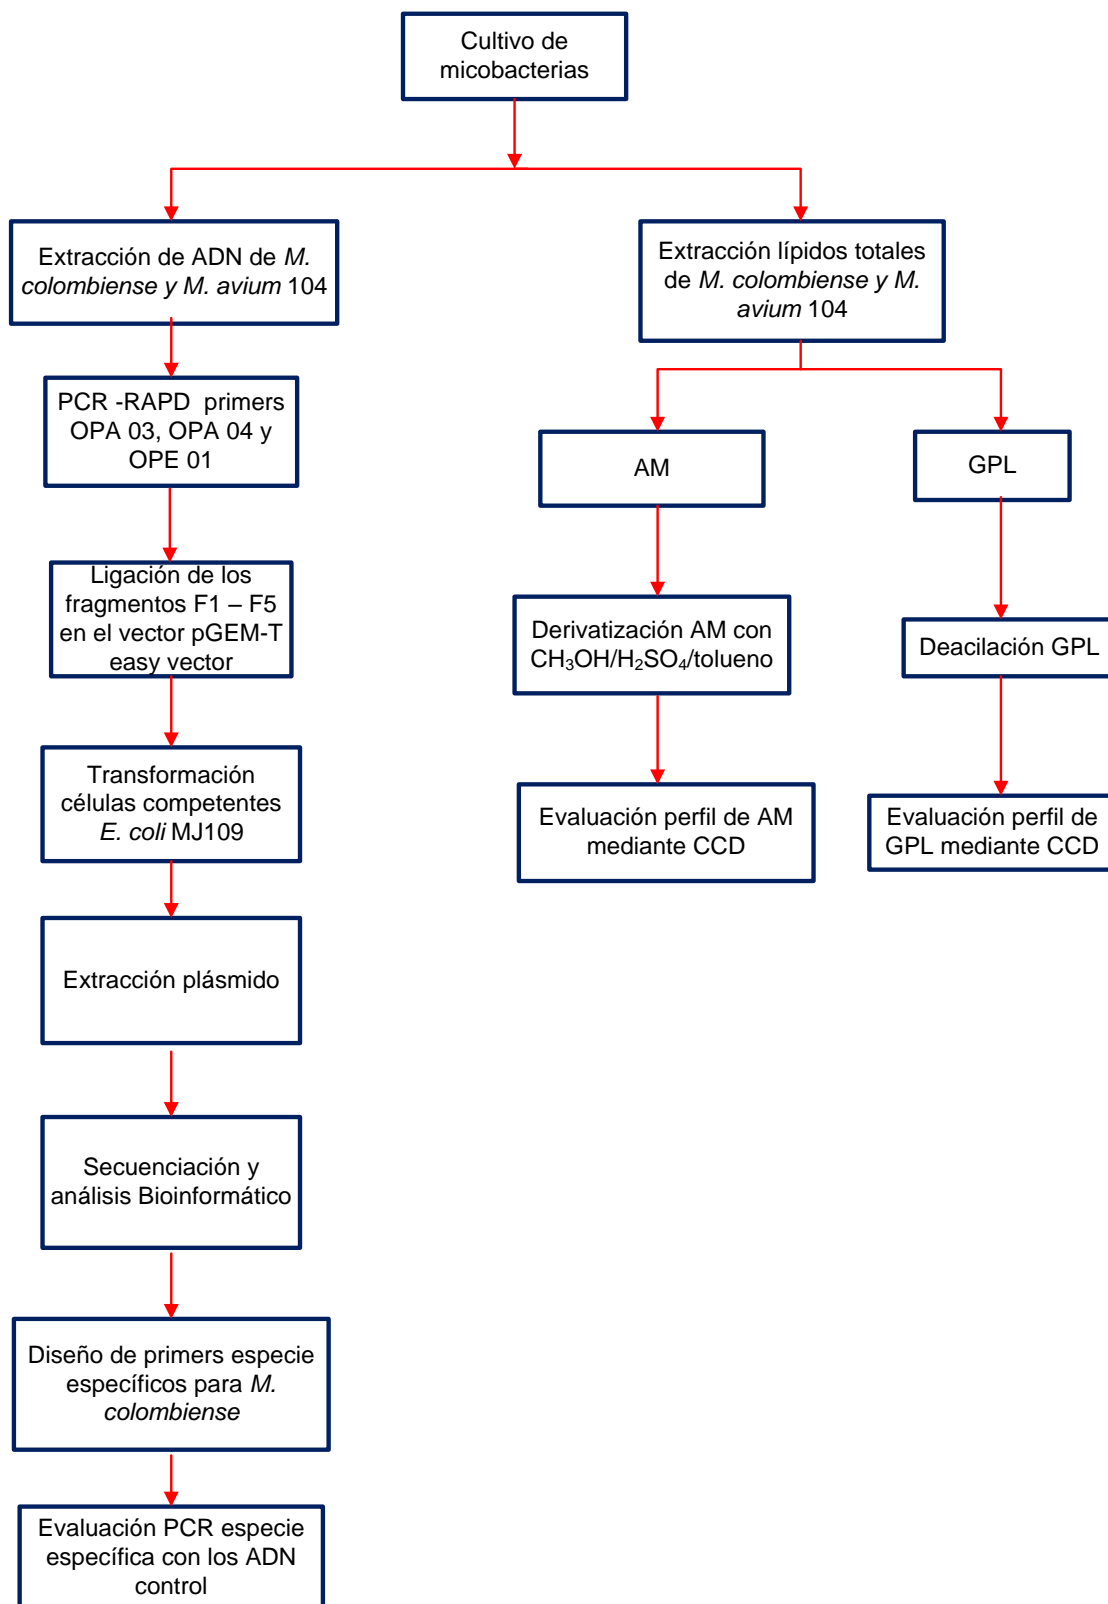 Cultivo de
micobacterias
Extracción de ADN de M.
colombiense y M. avium 104
PCR -RAPD primers
OPA 03, OPA 04 y
OPE 01
Ligación de los
fragmentos F1 – F5
en el vector pGEM-T
easy vector
Transformación
células competentes
E. coli MJ109
Extracción plásmido
Secuenciación y
análisis Bioinformático
Diseño de primers especie
específicos para M.
colombiense
Evaluación PCR especie
específica con los ADN
control
Extracción lípidos totales
de M. colombiense y M.
avium 104
AM
Derivatización AM con
CH₃OH/H₂SO₄/tolueno
Evaluación perfil de AM
mediante CCD
GPL
Deacilación GPL
Evaluación perfil de
GPL mediante CCD